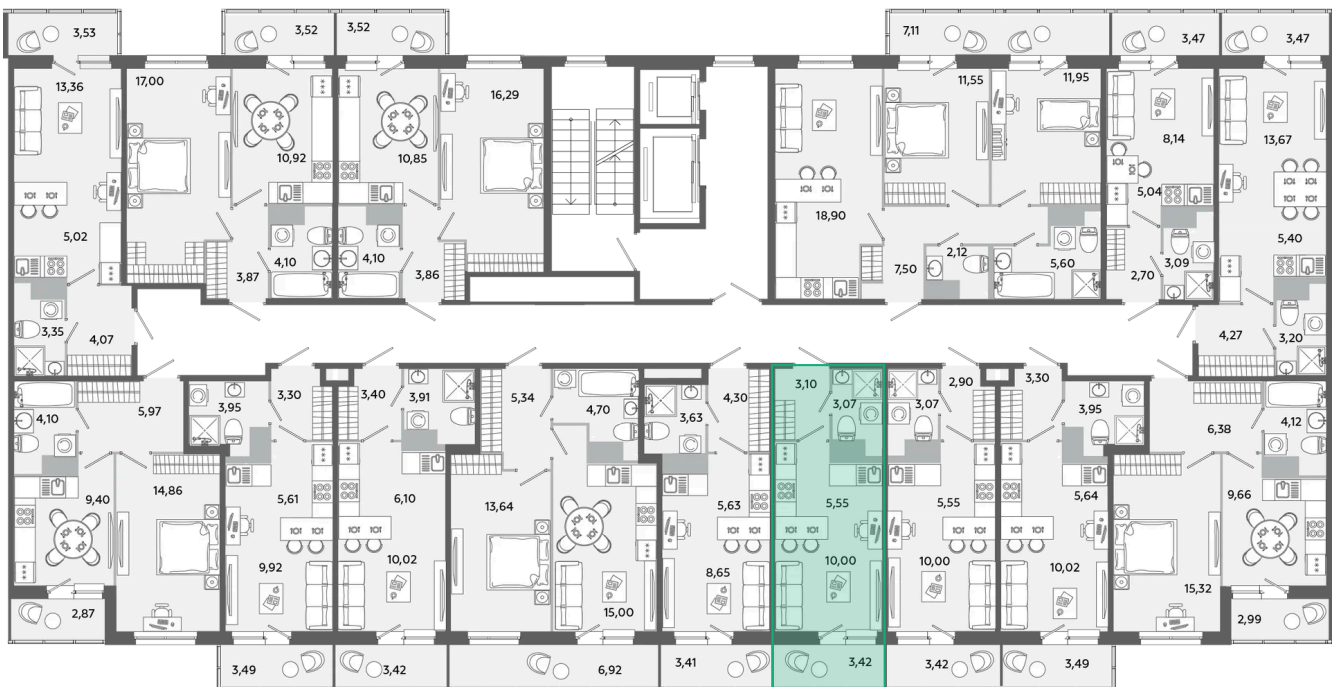 3,53 3,52 3,52 7,11 3,47 3,47
13,36 17,00 11,55 11,95
16,29
10,92 10,85 8,14 13,67
5,04
18,90
5,02 5,40
4,10 4,10 2,12 5,60 3,09
3,87 3,86 7,50 2,70
3,35 4,07 4,27 3,20
3,30 3,40 3,91 5,34 4,30 3,10 2,90 3,30
4,10 5,97 3,95 4,70 3,63 3,07 3,07 3,95 6,38 4,12
9,40 14,86 5,61 6,10 13,64 5,63 5,55 5,55 5,64 9,66
9,92 10,02 8,65 10,00 10,00 10,02 15,32
2,87 15,00 2,99
3,49 3,42 6,92 3,41 3,42 3,42 3,49